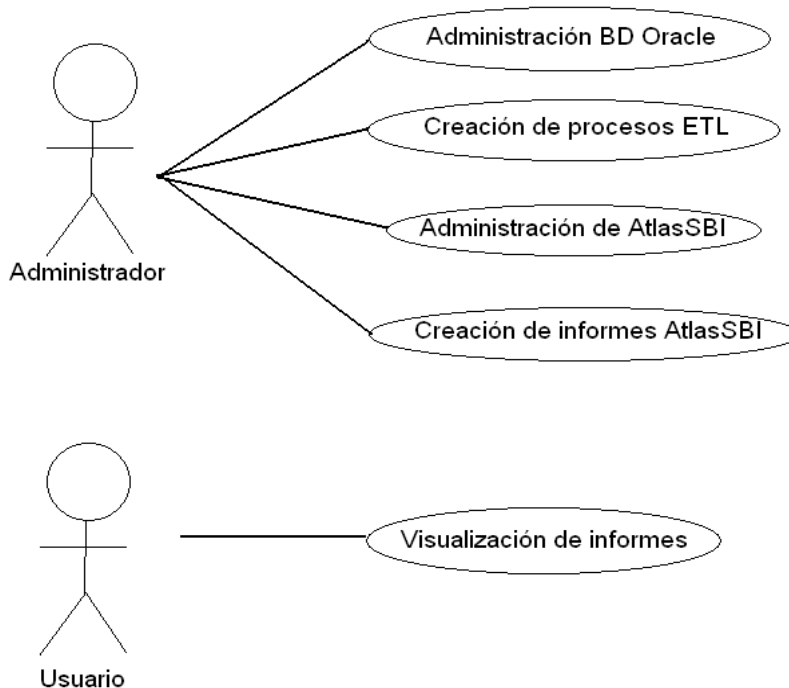 Administración BD Oracle
Creación de procesos ETL
Administración de AtlasSBI
Administrador
Creación de informes AtlasSBI
Visualización de informes
Usuario